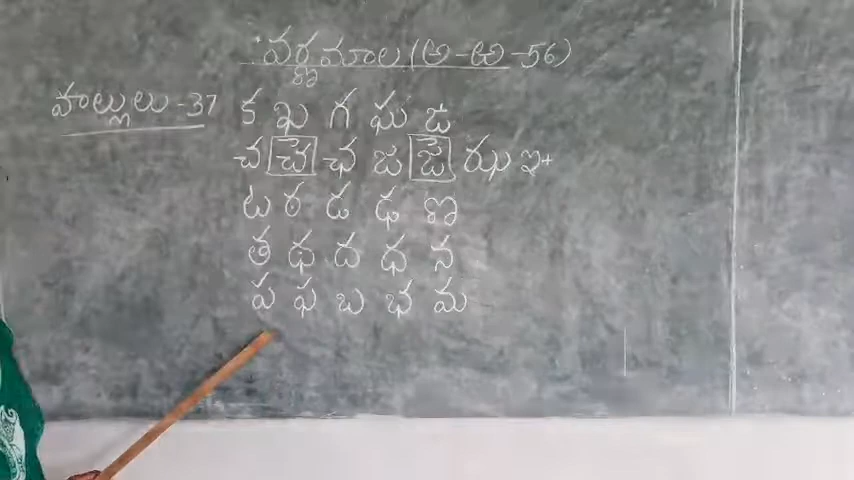 వర్ణమాల (అ-ఱ-56)
హల్లులు-37 క ఖ గ ఘ ఙ
చ ౘ ఛ జ ౙ ఝ ఞ
ట ఠ డ ఢ ణ
త థ ద ధ న
ప ఫ బ భ మ